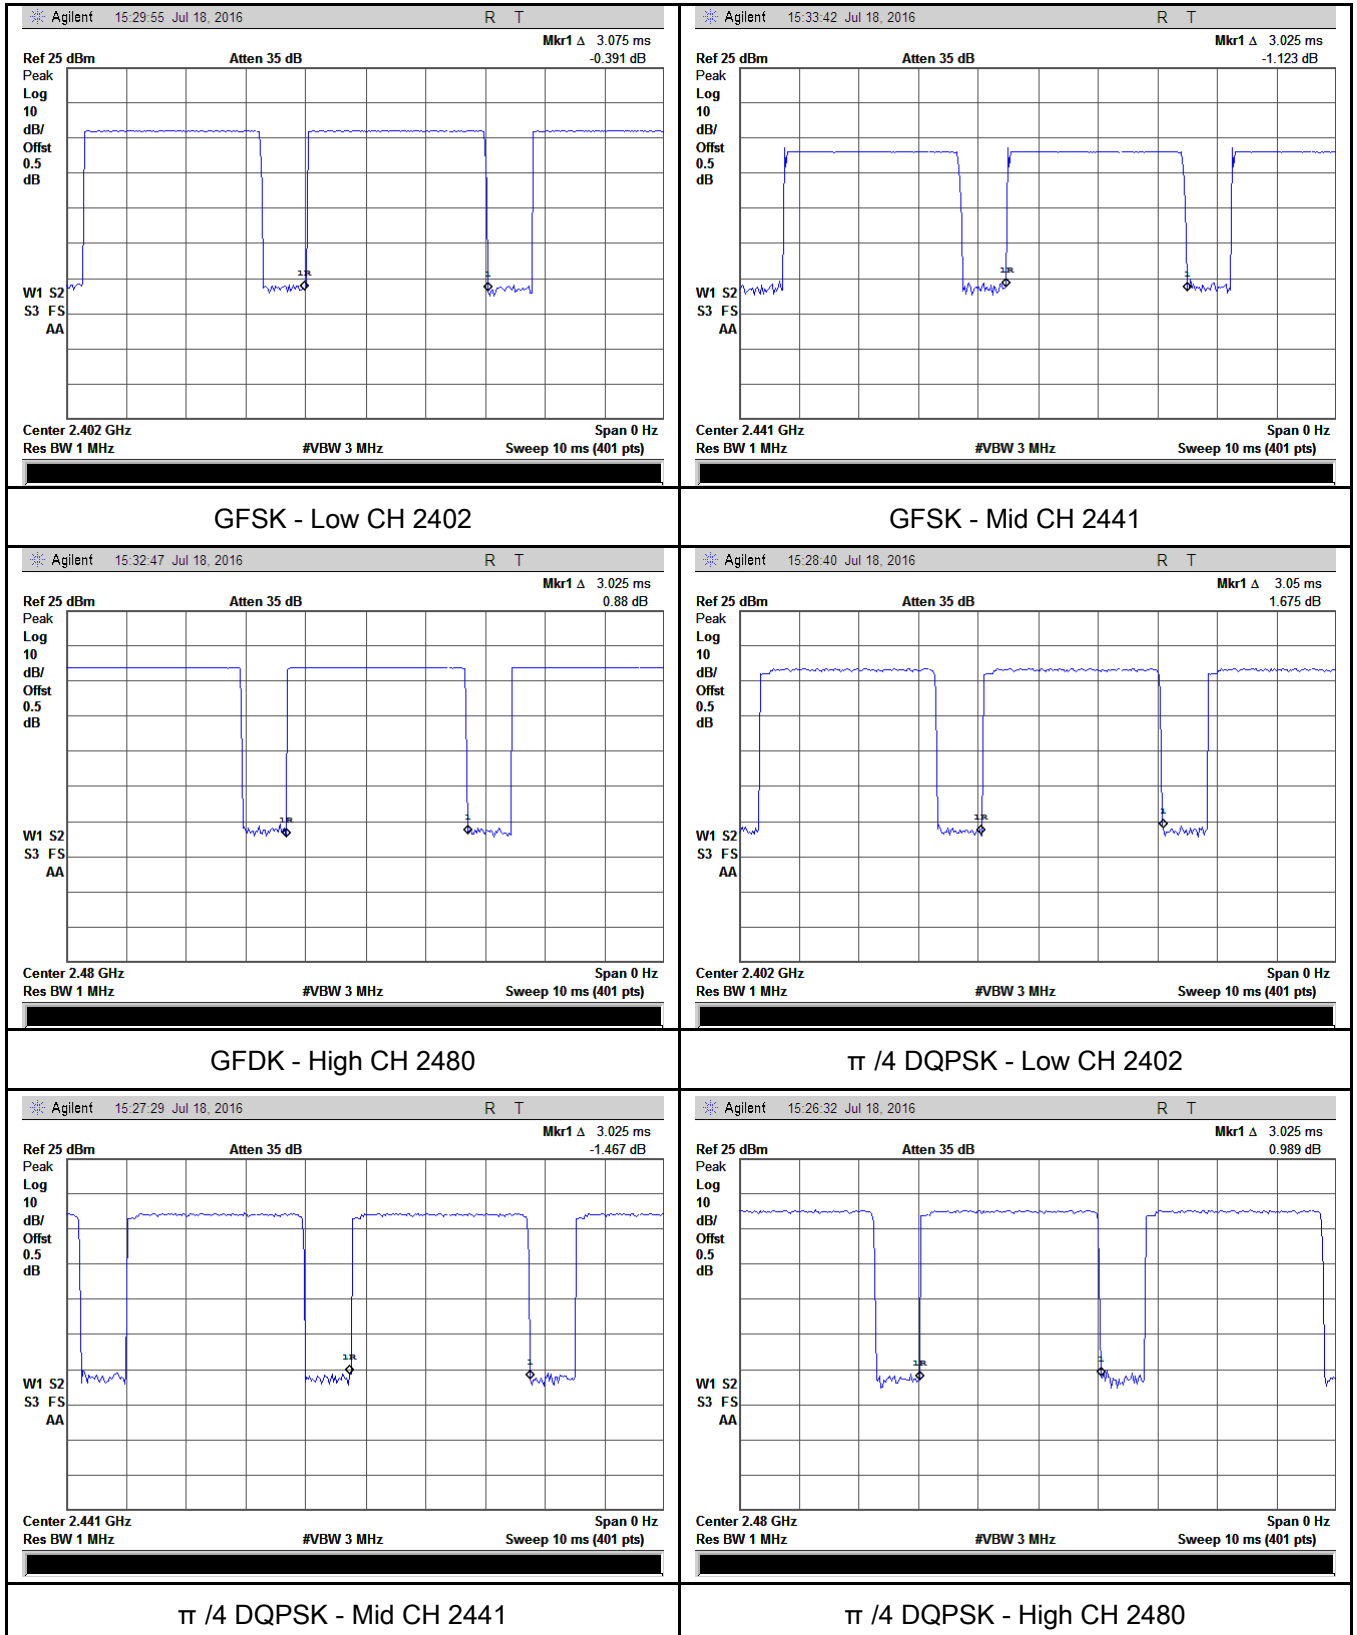 Agilent 15:29:55 Jul 18, 2016 R T
Mkr1 Δ 3.075 ms
Ref 25 dBm Atten 35 dB -0.391 dB
Peak
Log
10
dB/
Offst
0.5
dB
1R
1
W1 S2
S3 FS
AA
Center 2.402 GHz Span 0 Hz
Res BW 1 MHz #VBW 3 MHz Sweep 10 ms (401 pts)
GFSK - Low CH 2402
Agilent 15:33:42 Jul 18, 2016 R T
Mkr1 Δ 3.025 ms
Ref 25 dBm Atten 35 dB -1.123 dB
Peak
Log
10
dB/
Offst
0.5
dB
1R
1
W1 S2
S3 FS
AA
Center 2.441 GHz Span 0 Hz
Res BW 1 MHz #VBW 3 MHz Sweep 10 ms (401 pts)
GFSK - Mid CH 2441
Agilent 15:32:47 Jul 18, 2016 R T
Mkr1 Δ 3.025 ms
Ref 25 dBm Atten 35 dB 0.88 dB
Peak
Log
10
dB/
Offst
0.5
dB
1R
1
W1 S2
S3 FS
AA
Center 2.48 GHz Span 0 Hz
Res BW 1 MHz #VBW 3 MHz Sweep 10 ms (401 pts)
GFDK - High CH 2480
Agilent 15:28:40 Jul 18, 2016 R T
Mkr1 Δ 3.05 ms
Ref 25 dBm Atten 35 dB 1.675 dB
Peak
Log
10
dB/
Offst
0.5
dB
1R
1
W1 S2
S3 FS
AA
Center 2.402 GHz Span 0 Hz
Res BW 1 MHz #VBW 3 MHz Sweep 10 ms (401 pts)
π /4 DQPSK - Low CH 2402
Agilent 15:27:29 Jul 18, 2016 R T
Mkr1 Δ 3.025 ms
Ref 25 dBm Atten 35 dB -1.467 dB
Peak
Log
10
dB/
Offst
0.5
dB
1R
1
W1 S2
S3 FS
AA
Center 2.441 GHz Span 0 Hz
Res BW 1 MHz #VBW 3 MHz Sweep 10 ms (401 pts)
π /4 DQPSK - Mid CH 2441
Agilent 15:26:32 Jul 18, 2016 R T
Mkr1 Δ 3.025 ms
Ref 25 dBm Atten 35 dB 0.989 dB
Peak
Log
10
dB/
Offst
0.5
dB
1R
1
W1 S2
S3 FS
AA
Center 2.48 GHz Span 0 Hz
Res BW 1 MHz #VBW 3 MHz Sweep 10 ms (401 pts)
π /4 DQPSK - High CH 2480